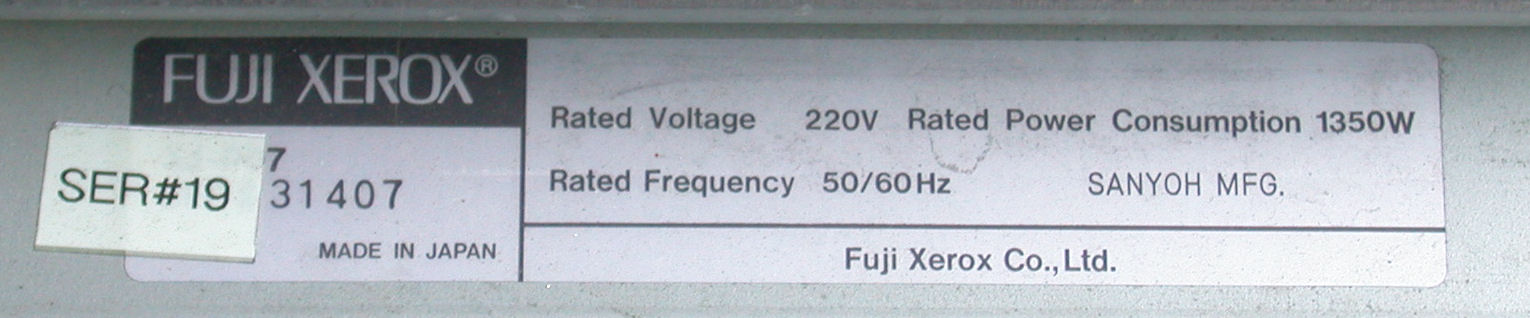 FUJI XEROX®
SER#19
7
31407
MADE IN JAPAN
Rated Voltage 220V Rated Power Consumption 1350W
Rated Frequency 50/60Hz SANYOH MFG.
Fuji Xerox Co.,Ltd.